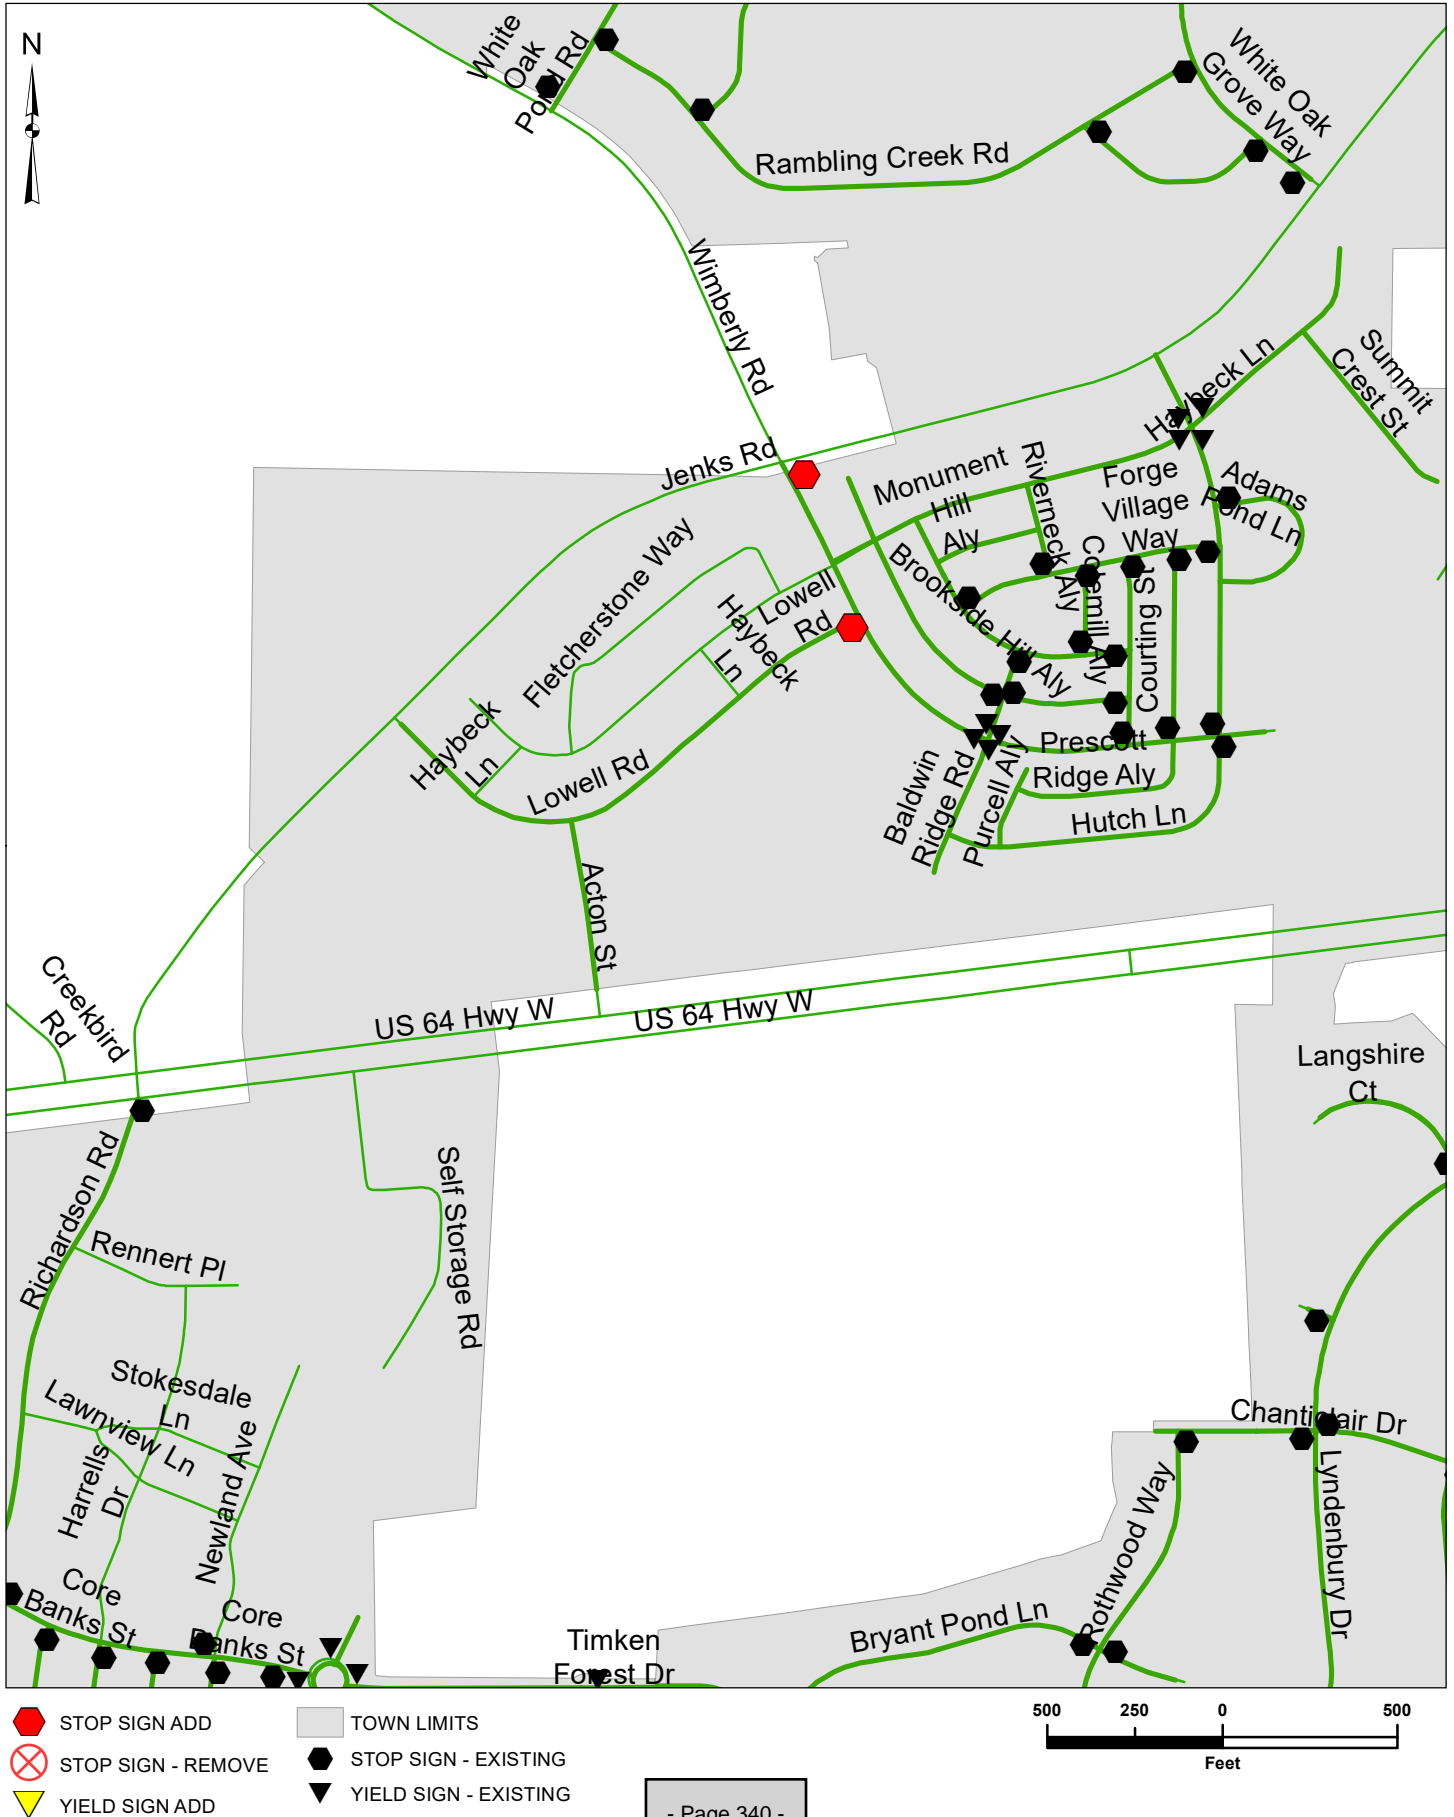 N
White
Oak
Pond Rd
White Oak
Grove Way
Rambling Creek Rd
Wimberly Rd
Jenks Rd
Haybeck Ln
Summit
Crest St
Monument
Hill
Aly
Riverneck Aly
Forge
Village
Way
Adams
Pond Ln
Fletcherstone Way
Lowell
Rd
Haybeck
Ln
Brookside Hill Aly
Courting St
Haybeck
Ln
Lowell Rd
Baldwin
Ridge Rd
Purcell Aly
Prescott
Ridge Aly
Hutch Ln
Acton St
Creekbird
Rd
US 64 Hwy W
US 64 Hwy W
Langshire
Ct
Richardson Rd
Rennert Pl
Self Storage Rd
Stokesdale
Ln
Lawnview Ln
Harrells
Dr
Newland Ave
Chanticlair Dr
Lyndenbury Dr
Rothwood Way
Core
Banks St
Core
Banks St
Timken
Forest Dr
Bryant Pond Ln
STOP SIGN ADD
STOP SIGN - REMOVE
YIELD SIGN ADD
TOWN LIMITS
STOP SIGN - EXISTING
YIELD SIGN - EXISTING
500 250 0 500
Feet
- Page 340 -